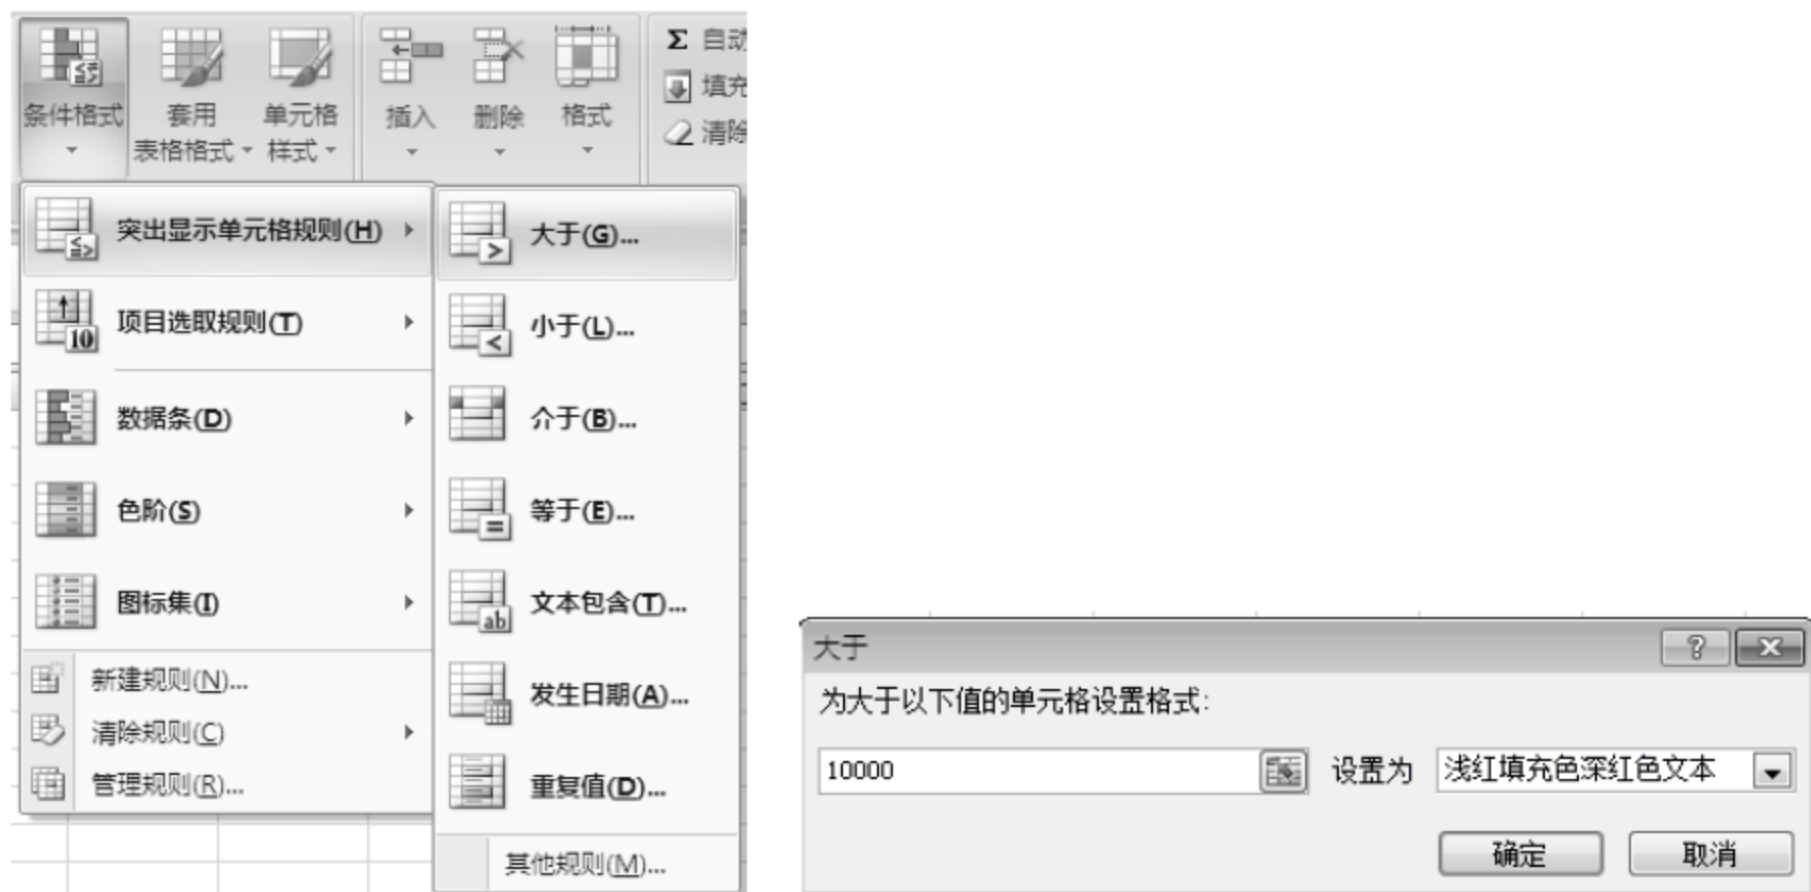 条件格式
套用
表格格式
单元格
样式
插入
删除
格式
Σ 自动
填充
清除
突出显示单元格规则(H)
项目选取规则(T)
数据条(D)
色阶(S)
图标集(I)
新建规则(N)...
清除规则(C)
管理规则(R)...
大于(G)...
小于(L)...
介于(B)...
等于(E)...
文本包含(T)...
发生日期(A)...
重复值(D)...
其他规则(M)...
大于
为大于以下值的单元格设置格式:
10000 设置为 浅红填充色深红色文本
确定 取消